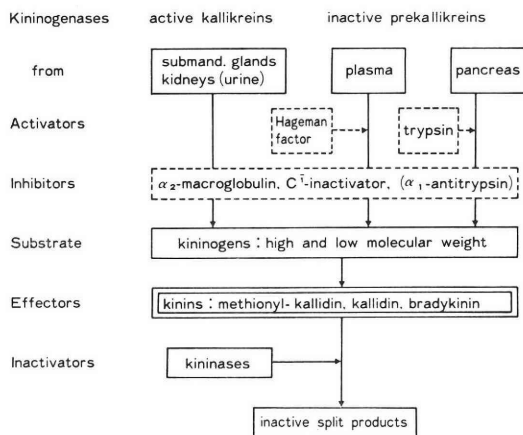 Kininogenases active kallikreins inactive prekallikreins
from submand. glands kidneys (urine) plasma pancreas
Activators Hageman factor trypsin
Inhibitors α₂-macroglobulin, C1̄-inactivator, (α₁-antitrypsin)
Substrate kininogens : high and low molecular weight
Effectors kinins : methionyl- kallidin, kallidin, bradykinin
Inactivators kininases
inactive split products